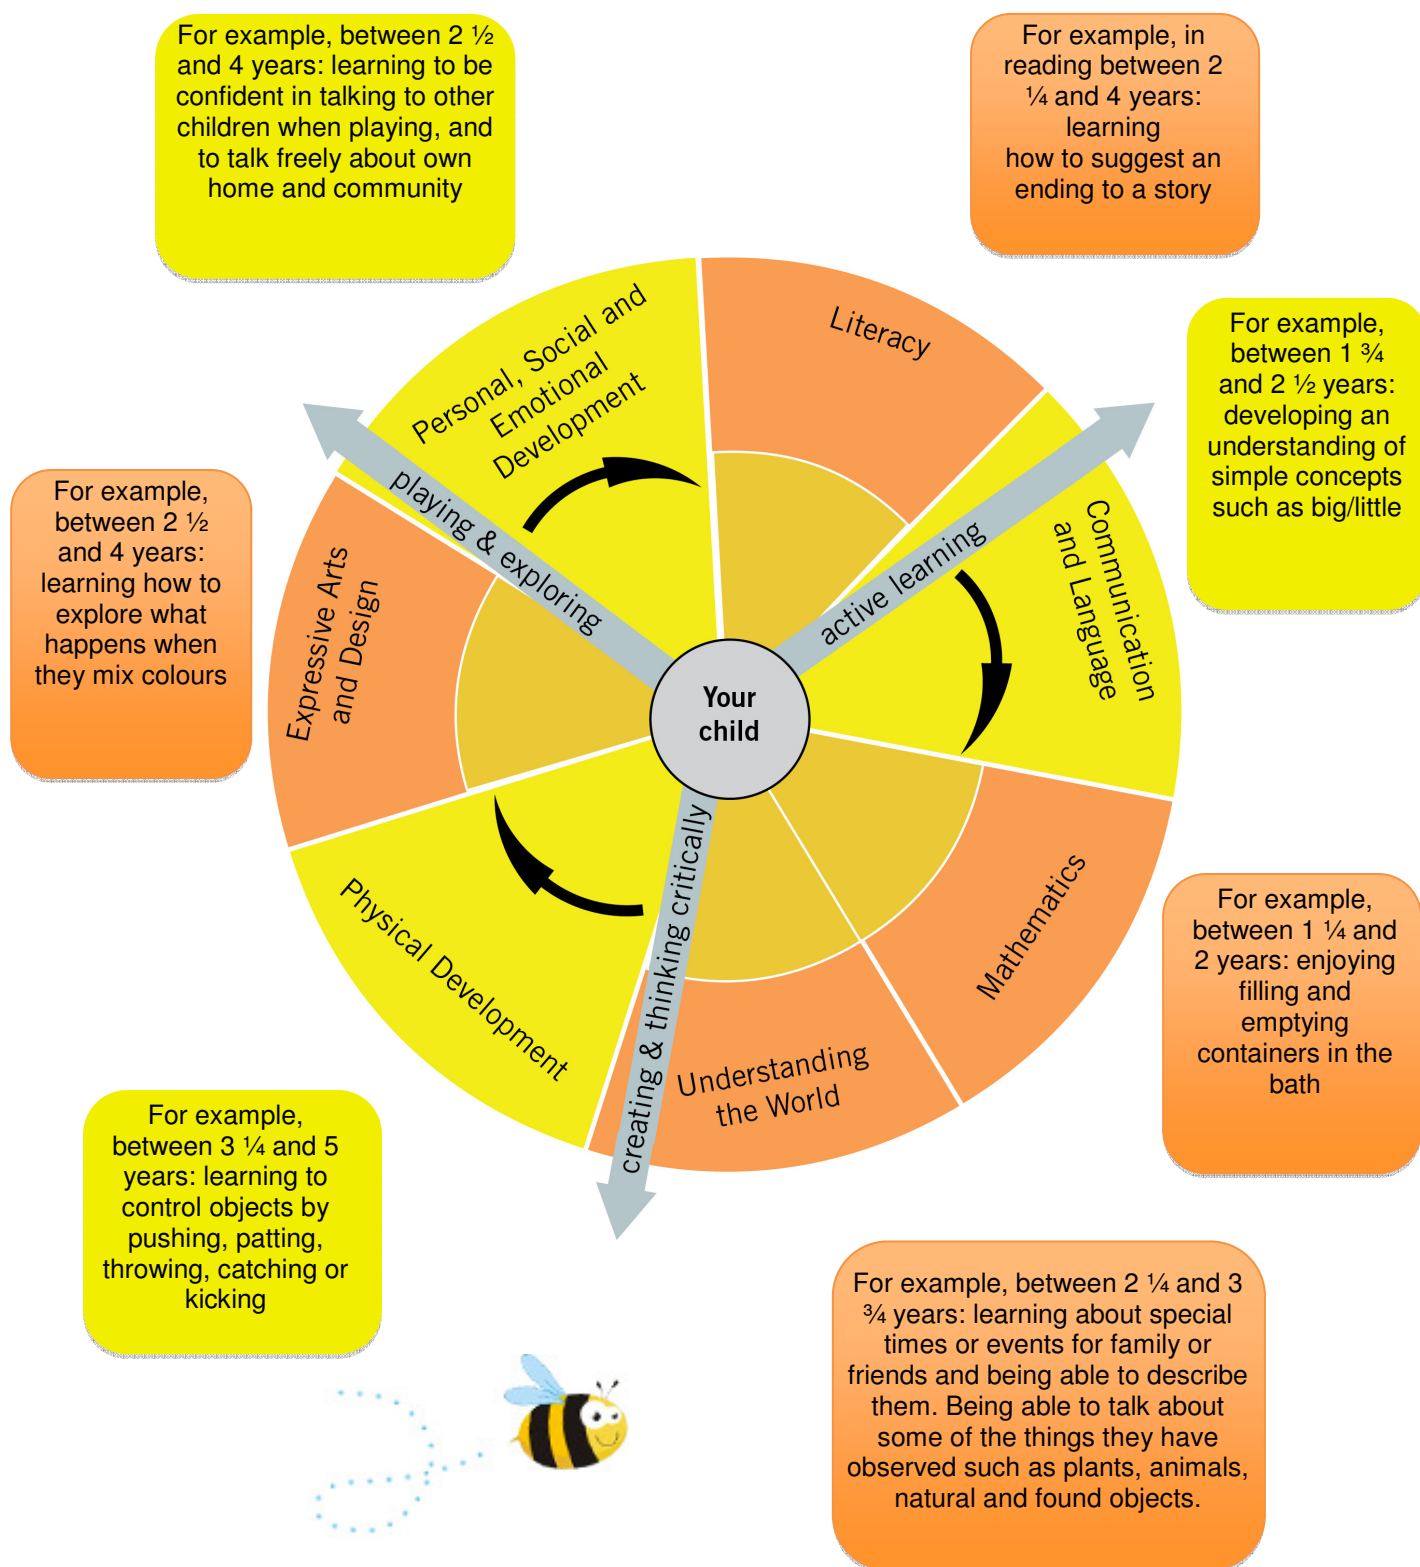 For example, between 2 ½
and 4 years: learning to be
confident in talking to other
children when playing, and
to talk freely about own
home and community
For example, in
reading between 2
¼ and 4 years:
learning
how to suggest an
ending to a story
For example,
between 1 ¾
and 2 ½ years:
developing an
understanding of
simple concepts
such as big/little
For example,
between 2 ½
and 4 years:
learning how to
explore what
happens when
they mix colours
Personal, Social and
Emotional
Development
Literacy
Communication
and Language
Expressive Arts
and Design
playing & exploring
active learning
Your
child
creating & thinking critically
Physical Development
Understanding
the World
Mathematics
For example,
between 1 ¼ and
2 years: enjoying
filling and
emptying
containers in the
bath
For example,
between 3 ¼ and 5
years: learning to
control objects by
pushing, patting,
throwing, catching or
kicking
For example, between 2 ¼ and 3
¾ years: learning about special
times or events for family or
friends and being able to describe
them. Being able to talk about
some of the things they have
observed such as plants, animals,
natural and found objects.